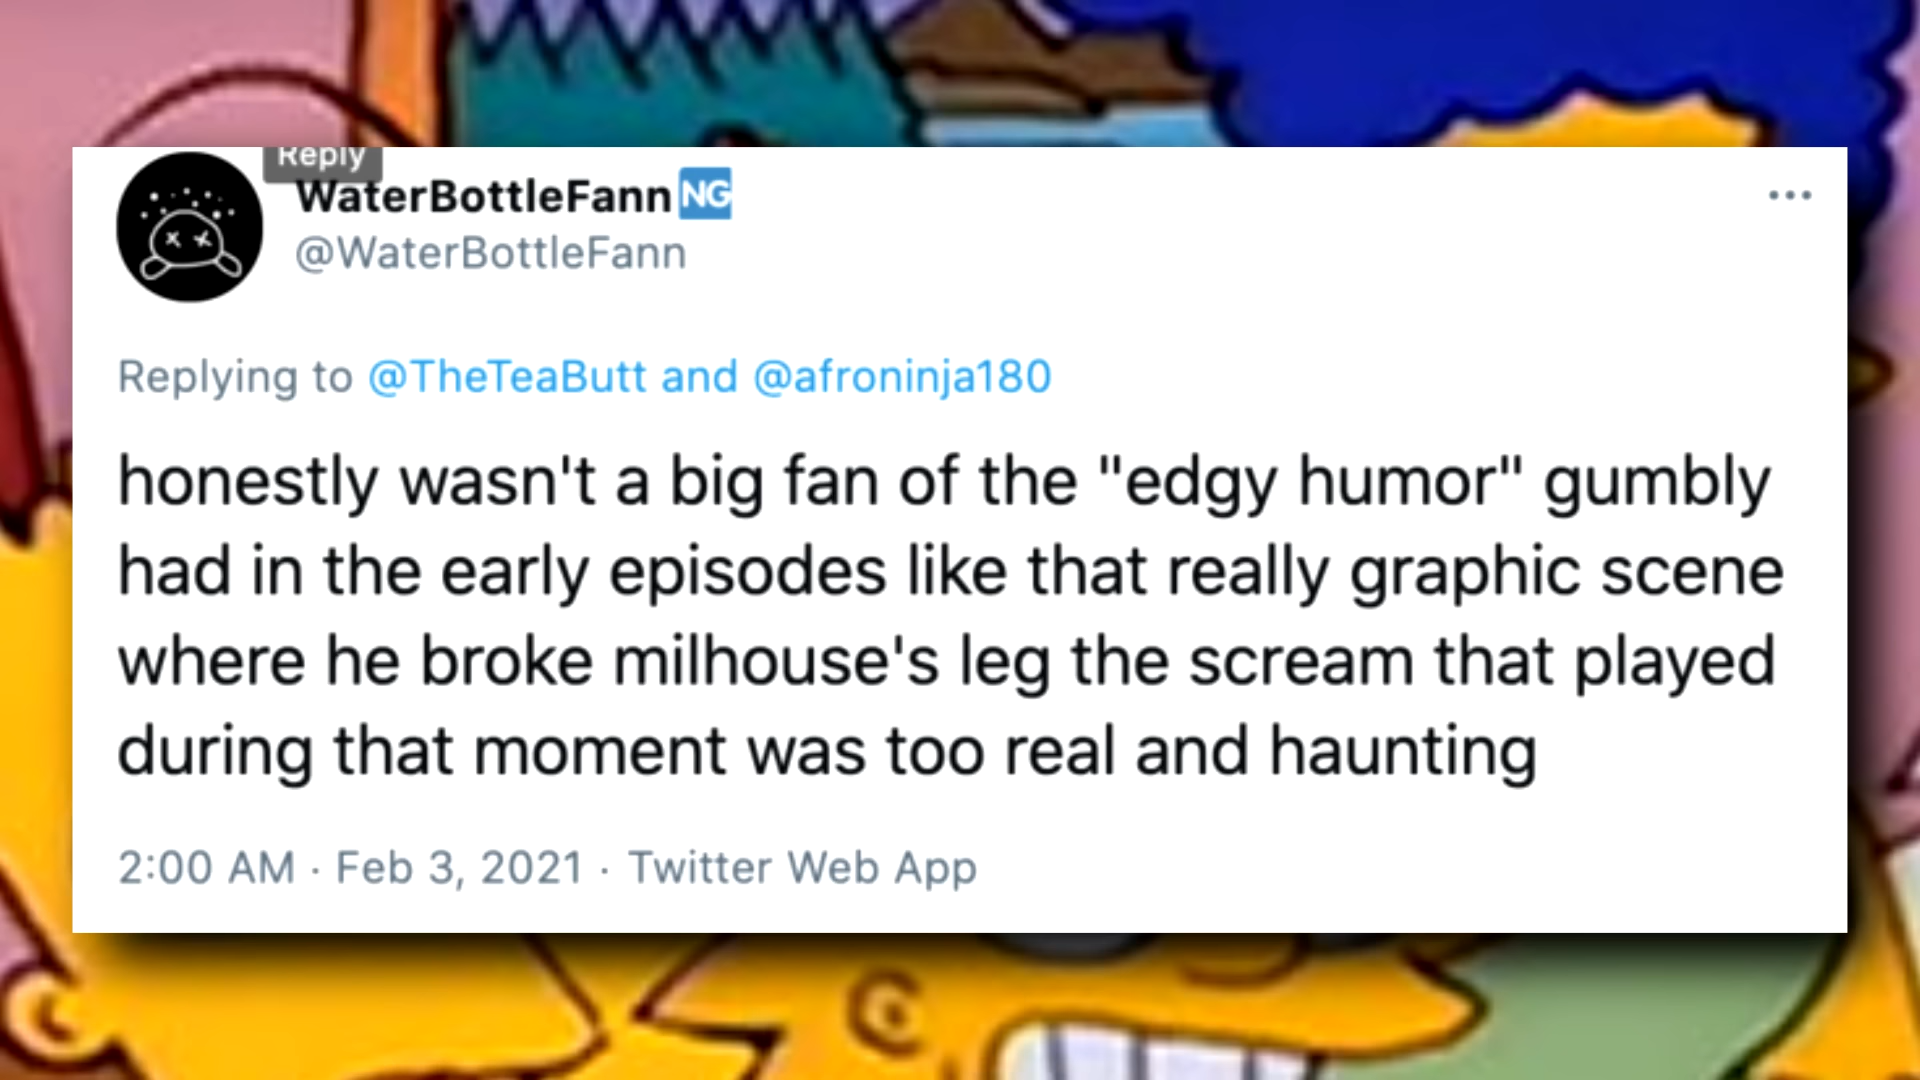 Reply
WaterBottleFann🆖
@WaterBottleFann
Replying to @TheTeaButt and @afroninja180
honestly wasn't a big fan of the "edgy humor" gumbly
had in the early episodes like that really graphic scene
where he broke milhouse's leg the scream that played
during that moment was too real and haunting
2:00 AM · Feb 3, 2021 · Twitter Web App